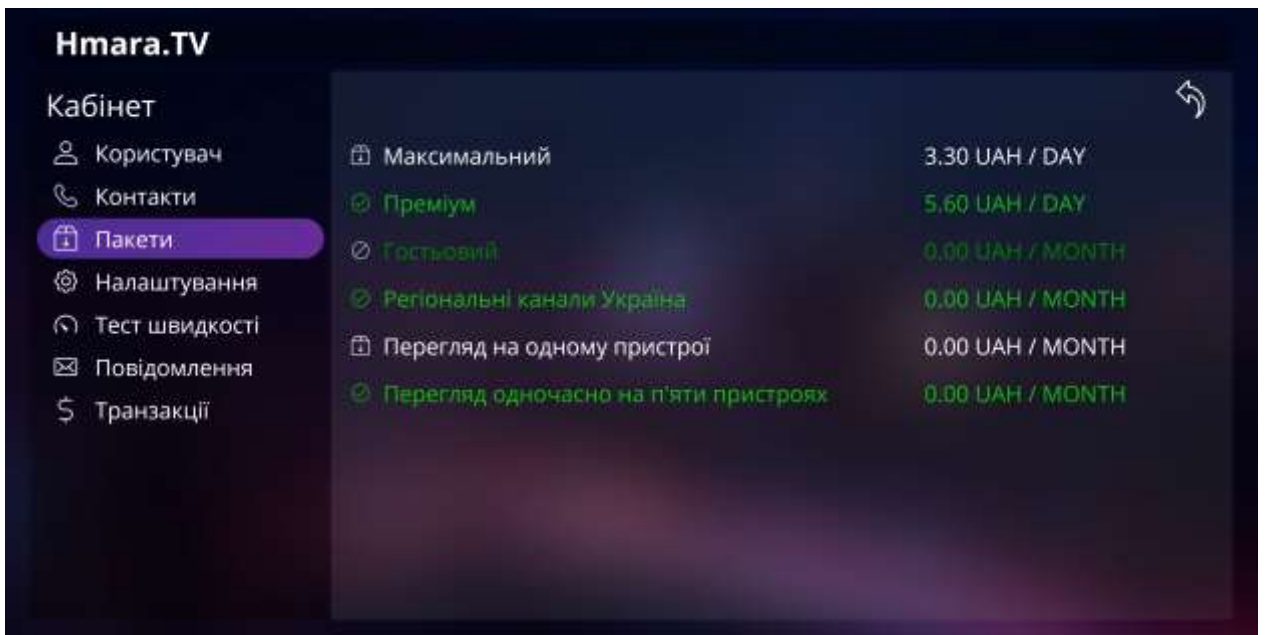 Hmara.TV
Кабінет
Користувач
Контакти
Пакети
Налаштування
Тест швидкості
Повідомлення
Транзакції
Максимальний 3.30 UAH / DAY
Преміум 5.60 UAH / DAY
Гостьовий 0.00 UAH / MONTH
Регіональні канали Україна 0.00 UAH / MONTH
Перегляд на одному пристрої 0.00 UAH / MONTH
Перегляд одночасно на п'яти пристроях 0.00 UAH / MONTH